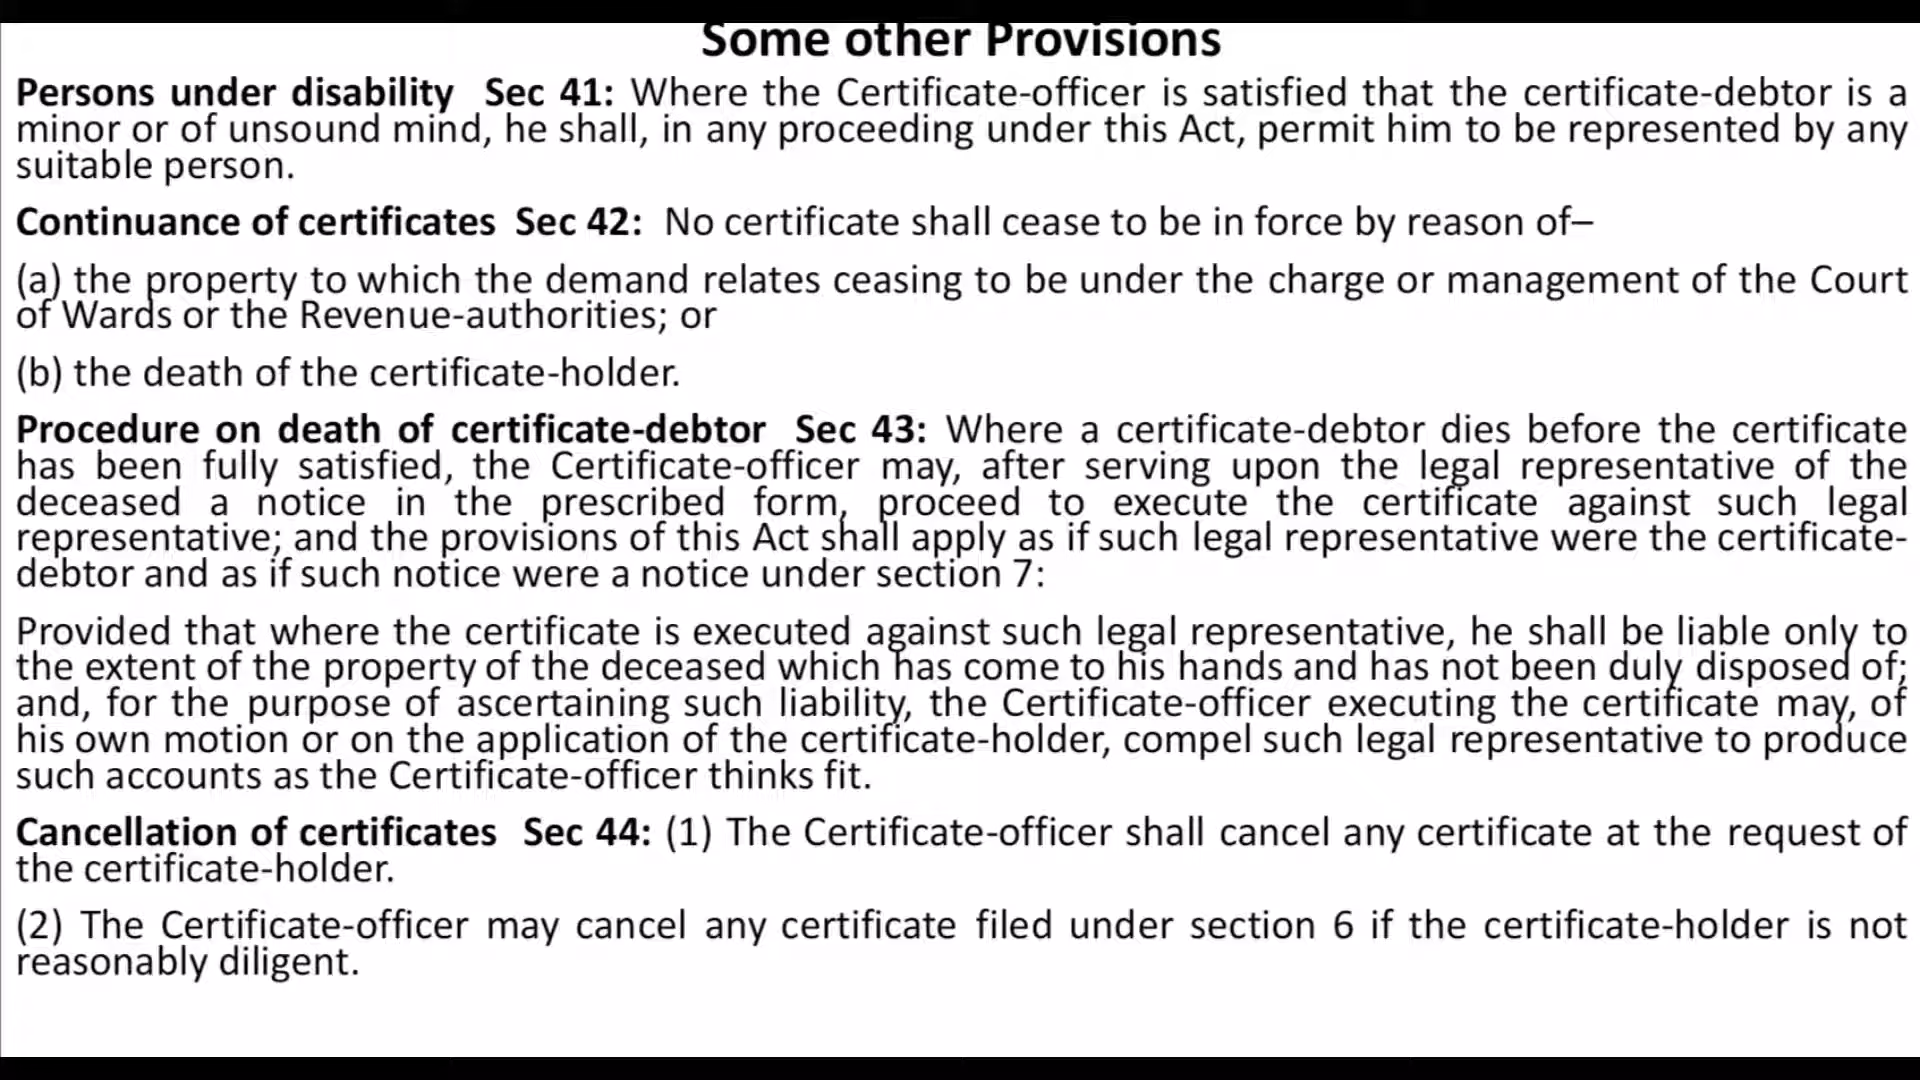 Some other Provisions
Persons under disability Sec 41: Where the Certificate-officer is satisfied that the certificate-debtor is a
minor or of unsound mind, he shall, in any proceeding under this Act, permit him to be represented by any
suitable person.
Continuance of certificates Sec 42: No certificate shall cease to be in force by reason of–
(a) the property to which the demand relates ceasing to be under the charge or management of the Court
of Wards or the Revenue-authorities; or
(b) the death of the certificate-holder.
Procedure on death of certificate-debtor Sec 43: Where a certificate-debtor dies before the certificate
has been fully satisfied, the Certificate-officer may, after serving upon the legal representative of the
deceased a notice in the prescribed form, proceed to execute the certificate against such legal
representative; and the provisions of this Act shall apply as if such legal representative were the certificate-
debtor and as if such notice were a notice under section 7:
Provided that where the certificate is executed against such legal representative, he shall be liable only to
the extent of the property of the deceased which has come to his hands and has not been duly disposed of;
and, for the purpose of ascertaining such liability, the Certificate-officer executing the certificate may, of
his own motion or on the application of the certificate-holder, compel such legal representative to produce
such accounts as the Certificate-officer thinks fit.
Cancellation of certificates Sec 44: (1) The Certificate-officer shall cancel any certificate at the request of
the certificate-holder.
(2) The Certificate-officer may cancel any certificate filed under section 6 if the certificate-holder is not
reasonably diligent.